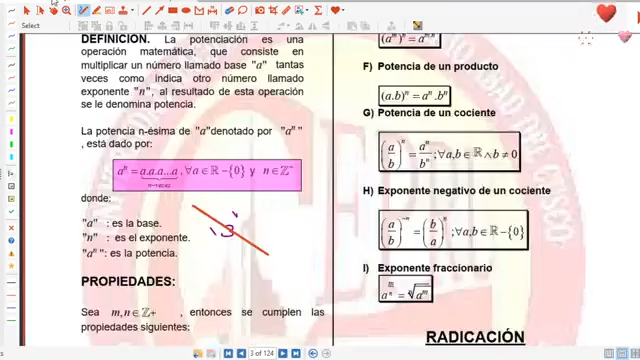 Select
DEFINICION. La potenciación es una
operación matemática, que consiste en
multiplicar un número llamado base "a" tantas
veces como indica otro número llamado
exponente "n", al resultado de esta operación
se le denomina potencia.
La potencia n-ésima de "a"denotado por "aⁿ"
, está dado por:
aⁿ = a.a.a...a, ∀a∈ℝ−{0} y n∈ℤ⁻
n−veces
donde:
"a" : es la base.
"n" : es el exponente.
"aⁿ": es la potencia.
13
PROPIEDADES:
Sea m,n∈ℤ+ , entonces se cumplen las
propiedades siguientes:
(aᵐ)ⁿ = aᵐ·ⁿ
F) Potencia de un producto
(a.b)ⁿ = aⁿ.bⁿ
G) Potencia de un cociente
(a/b)ⁿ = aⁿ/bⁿ ;∀a,b∈ℝ∧b≠0
H) Exponente negativo de un cociente
(a/b)⁻ⁿ = (b/a)ⁿ ;∀a,b∈ℝ−{0}
I) Exponente fraccionario
a^(m/n) = ⁿ√aᵐ
RADICACIÓN
3 of 124